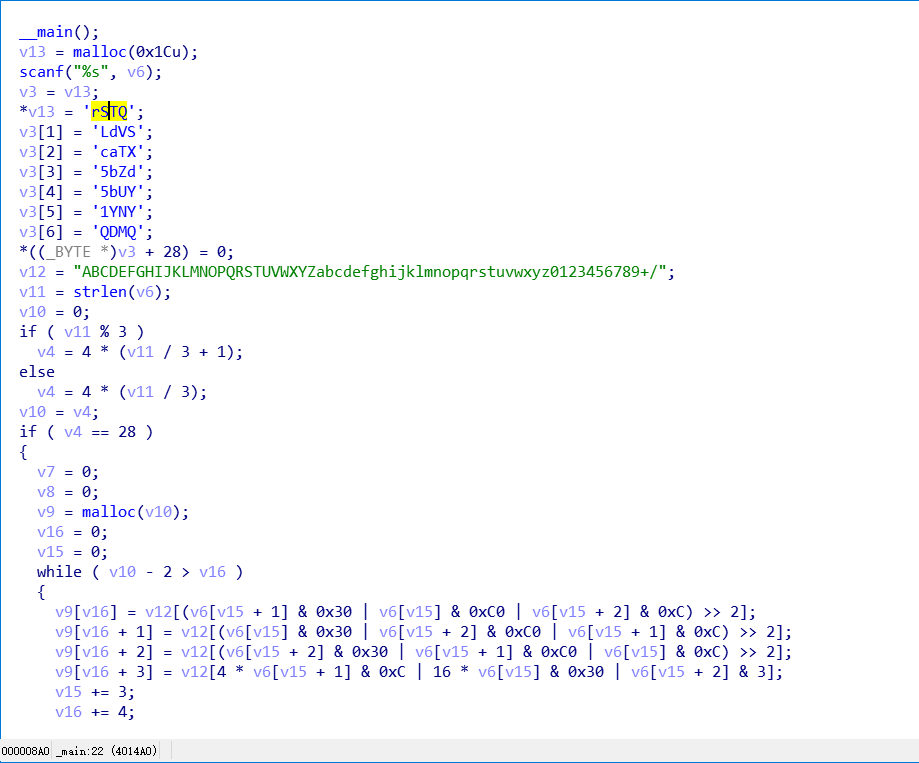 __main();
v13 = malloc(0x1Cu);
scanf("%s", v6);
v3 = v13;
*v13 = 'rSTQ';
v3[1] = 'LdVS';
v3[2] = 'caTX';
v3[3] = '5bZd';
v3[4] = '5bUY';
v3[5] = '1YNY';
v3[6] = 'QDMQ';
*((_BYTE *)v3 + 28) = 0;
v12 = "ABCDEFGHIJKLMNOPQRSTUVWXYZabcdefghijklmnopqrstuvwxyz0123456789+/";
v11 = strlen(v6);
v10 = 0;
if ( v11 % 3 )
v4 = 4 * (v11 / 3 + 1);
else
v4 = 4 * (v11 / 3);
v10 = v4;
if ( v4 == 28 )
{
v7 = 0;
v8 = 0;
v9 = malloc(v10);
v16 = 0;
v15 = 0;
while ( v10 - 2 > v16 )
{
v9[v16] = v12[(v6[v15 + 1] & 0x30 | v6[v15] & 0xC0 | v6[v15 + 2] & 0xC) >> 2];
v9[v16 + 1] = v12[(v6[v15] & 0x30 | v6[v15 + 2] & 0xC0 | v6[v15 + 1] & 0xC) >> 2];
v9[v16 + 2] = v12[(v6[v15 + 2] & 0x30 | v6[v15 + 1] & 0xC0 | v6[v15] & 0xC) >> 2];
v9[v16 + 3] = v12[4 * v6[v15 + 1] & 0xC | 16 * v6[v15] & 0x30 | v6[v15 + 2] & 3];
v15 += 3;
v16 += 4;
000008A0 _main:22 (4014A0)